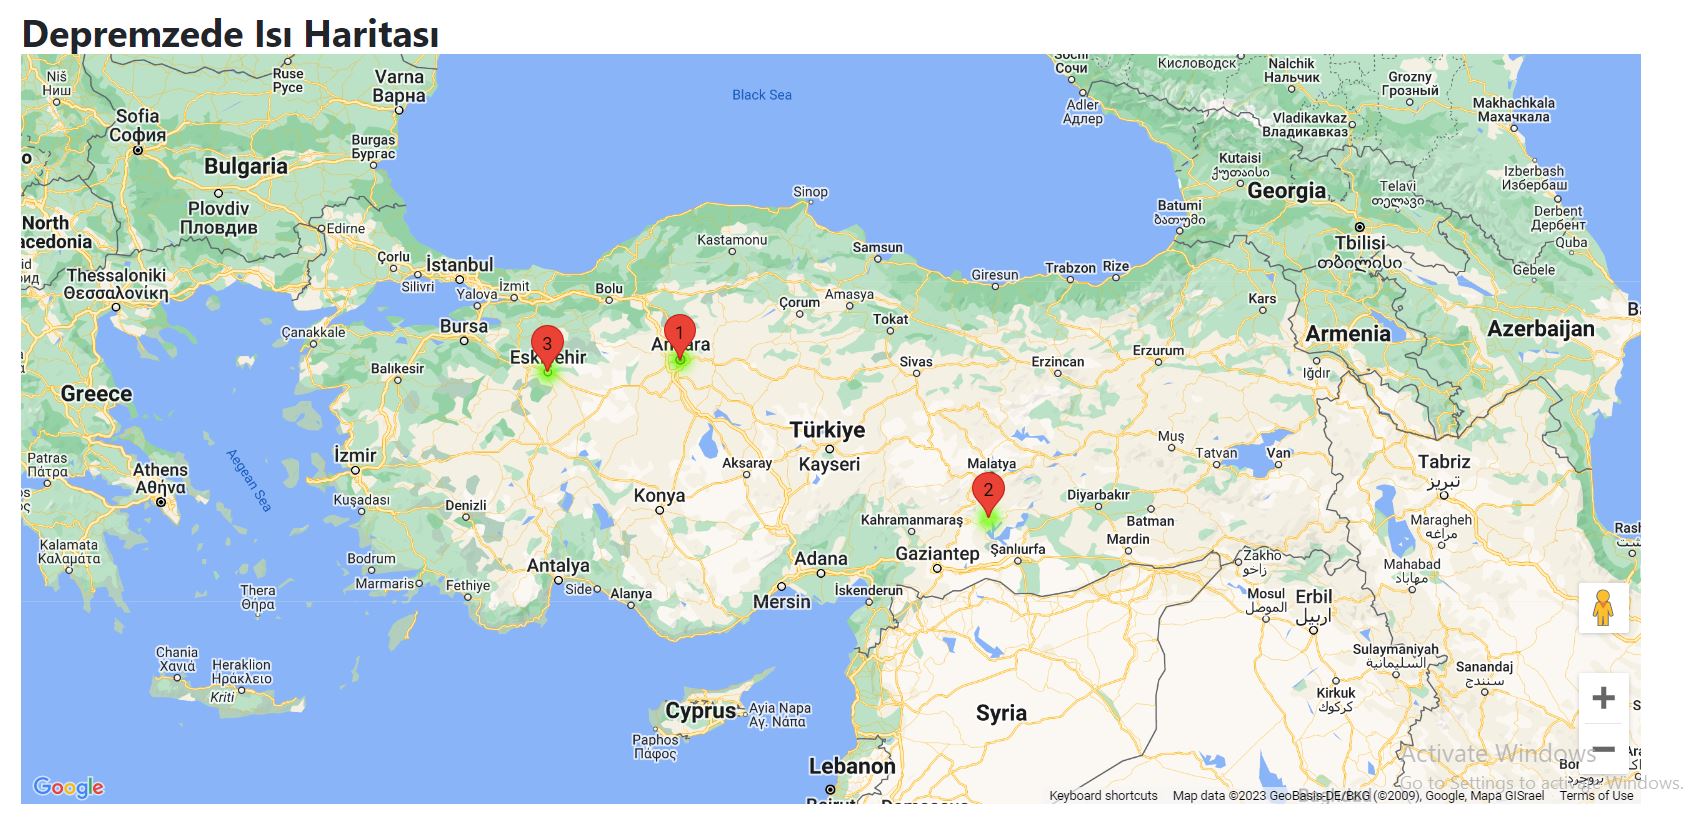 Depremzede Isı Haritası
Niš
Ниш
Ruse
Русе
Varna
Варна
Black Sea
Sochi
Сочи
Кисловодск
Nalchik
Нальчик
Grozny
Грозный
Makhachkala
Махачкала
Adler
Адлер
Vladikavkaz
Владикавказ
Sofia
София
Burgas
Бургас
Bulgaria
Kutaisi
ქუთაისი
Georgia
Telavi
თელავი
Izberbash
Избербаш
Sinop
Plovdiv
Пловдив
Batumi
ბათუმი
Derbent
Дербент
North
acedonia
Edirne
Tbilisi
თბილისი
Quba
Kastamonu
Samsun
Çorlu
İstanbul
Gebele
Thessaloniki
Θεσσαλονίκη
Silivri
Yalova
İzmit
Bolu
Giresun
Trabzon
Rize
Kars
Çorum
Amasya
Tokat
Çanakkale
Bursa
Armenia
Azerbaijan
1
Ankara
3
Eskişehir
Balıkesir
Sivas
Erzincan
Erzurum
Iğdır
Greece
Türkiye
Kayseri
Muş
Tatvan
Van
Aegean Sea
İzmir
Patras
Πάτρα
Athens
Αθήνα
Aksaray
Malatya
Tabriz
تبریز
2
Konya
Kuşadası
Denizli
Diyarbakır
Batman
Kahramanmaraş
Maragheh
مراغه
Kalamata
Καλαμάτα
Mardin
Gaziantep
Şanlıurfa
Zakho
زاخو
Bodrum
Antalya
Adana
Mahabad
مهاباد
Marmaris
Fethiye
Side
Alanya
Mersin
İskenderun
Thera
Θήρα
Mosul
الموصل
Erbil
اربيل
Chania
Χανιά
Heraklion
Ηράκλειο
Kriti
Sulaymaniyah
السليمانية
Sanandaj
سنندج
Kirkuk
كركوك
Cyprus
Ayia Napa
Αγ. Νάπα
Syria
Paphos
Πάφος
Lebanon
Activate Windows
Go to Settings to activate Windows.
Google
Keyboard shortcuts
Map data ©2023 GeoBasis-DE/BKG (©2009), Google, Mapa GISrael
Terms of Use